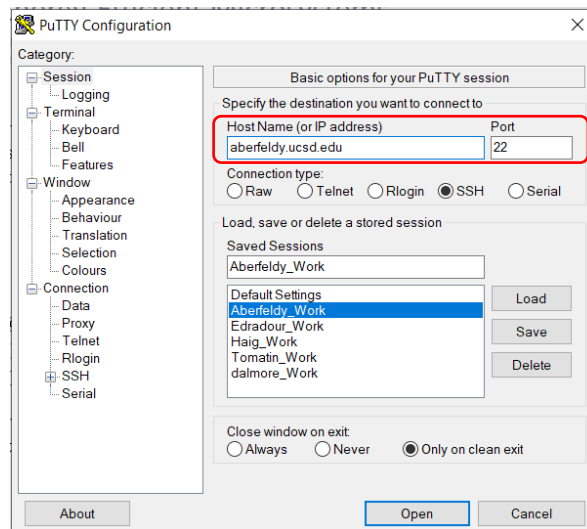 PuTTY Configuration
Category:
Session
Logging
Terminal
Keyboard
Bell
Features
Window
Appearance
Behaviour
Translation
Selection
Colours
Connection
Data
Proxy
Telnet
Rlogin
SSH
Serial
Basic options for your PuTTY session
Specify the destination you want to connect to
Host Name (or IP address) Port
aberfeldy.ucsd.edu 22
Connection type:
Raw Telnet Rlogin SSH Serial
Load, save or delete a stored session
Saved Sessions
Aberfeldy_Work
Default Settings
Aberfeldy_Work
Edradour_Work
Haig_Work
Tomatin_Work
dalmore_Work
Load
Save
Delete
Close window on exit:
Always Never Only on clean exit
About Open Cancel